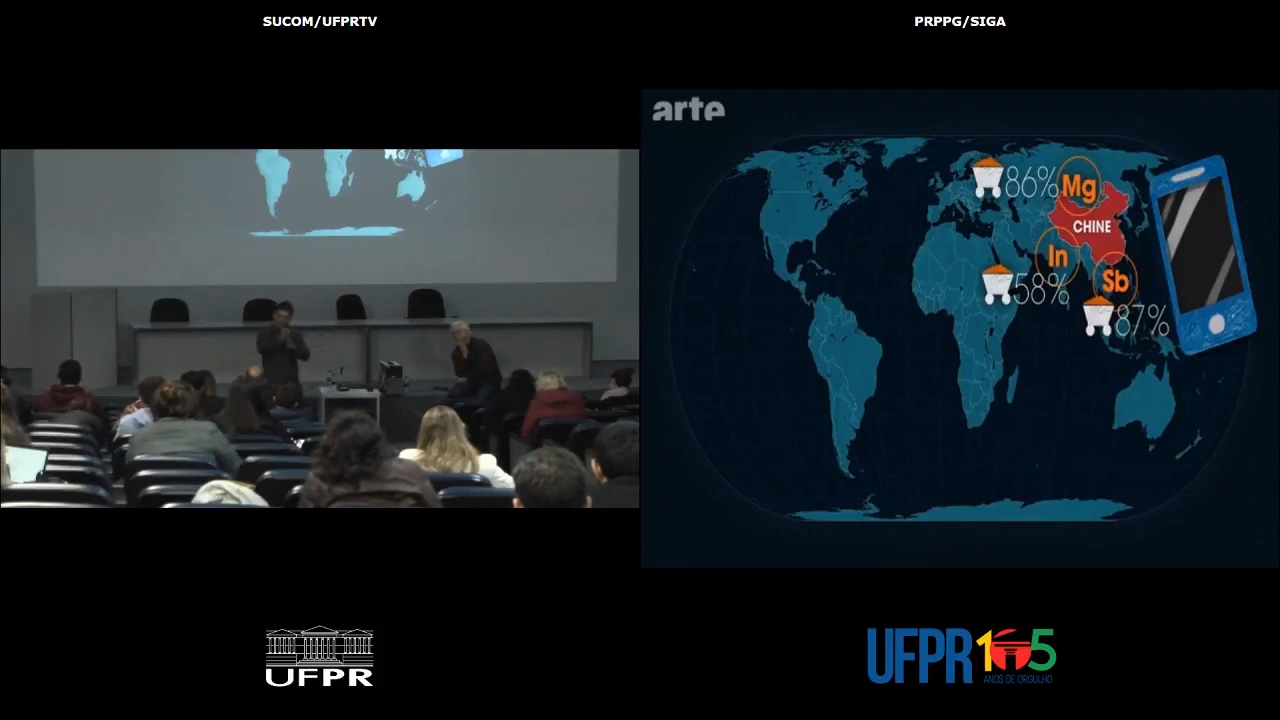 SUCOM/UFPRTV
PRPPG/SIGA
arte
86%
Mg
CHINE
In
58%
Sb
87%
UFPR
UFPR 105
ANOS DE ORGULHO